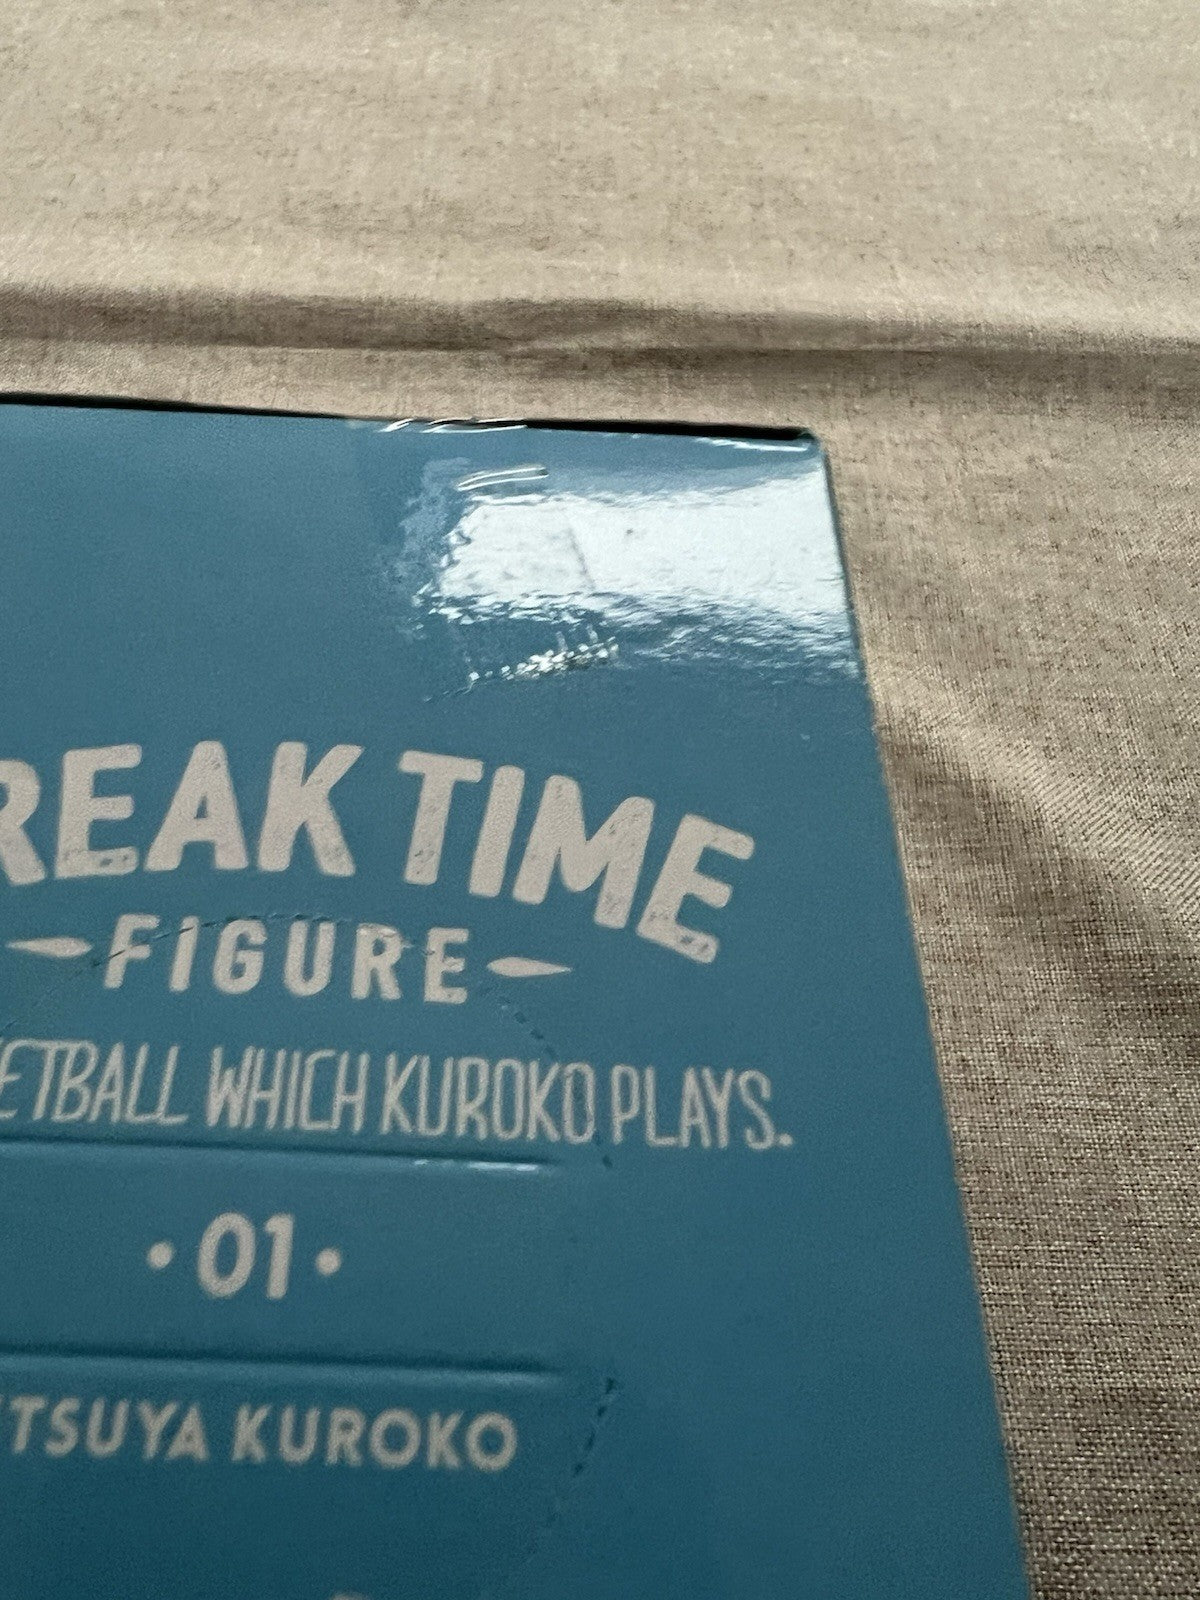 REAK TIME
FIGURE
ETBALL WHICH KUROKO PLAYS.
·01·
TSUYA KUROKO